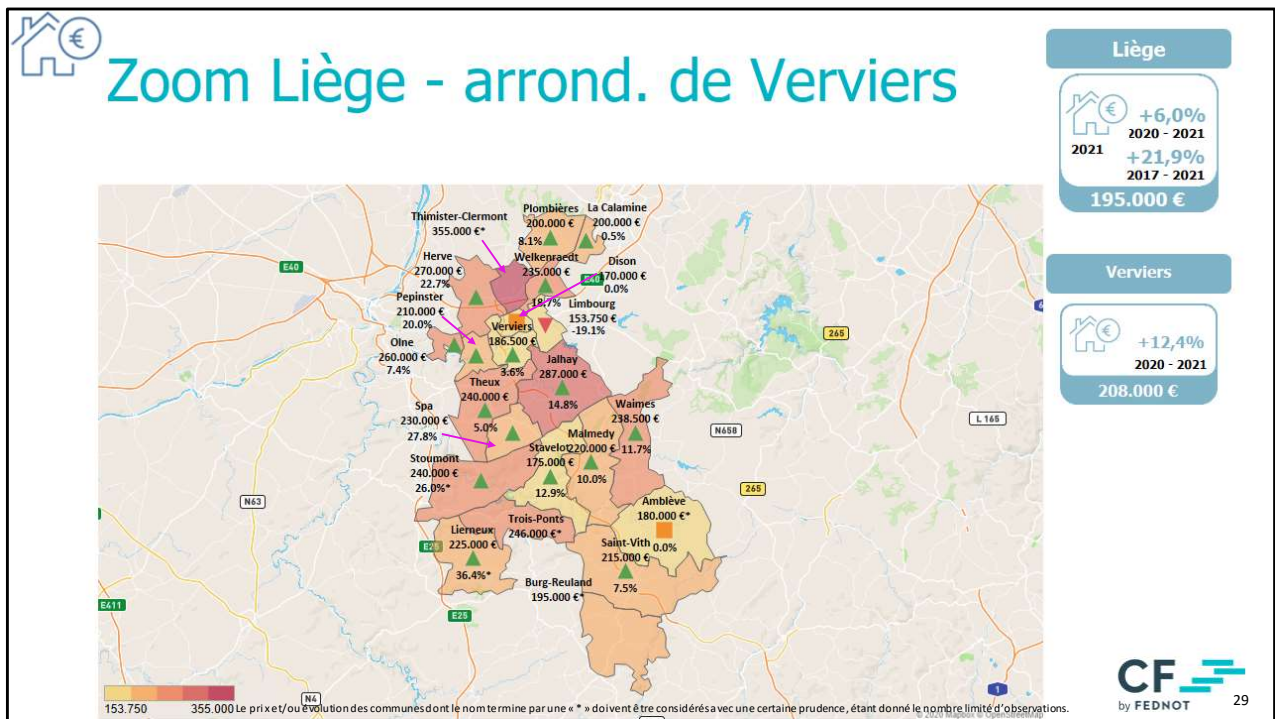 Zoom Liège - arrond. de Verviers
Liège
€
+6,0%
2020 - 2021
2021
+21,9%
2017 - 2021
195.000 €
Verviers
€
+12,4%
2020 - 2021
208.000 €
€
Thimister-Clermont
355.000 €*
Plombières
200.000 €
8.1%
La Calamine
200.000 €
0.5%
Herve
270.000 €
22.7%
Welkenraedt
235.000 €
18.7%
Dison
170.000 €
0.0%
Pepinster
210.000 €
20.0%
Verviers
186.500 €
3.6%
Limbourg
153.750 €
-19.1%
Olne
260.000 €
7.4%
Jalhay
287.000 €
14.8%
Theux
240.000 €
5.0%
Spa
230.000 €
27.8%
Waimes
238.500 €
11.7%
Malmedy
220.000 €
10.0%
Stavelot
175.000 €
12.9%
Stoumont
240.000 €
26.0%*
Amblève
180.000 €*
0.0%
Trois-Ponts
246.000 €*
Lierneux
225.000 €
36.4%*
Saint-Vith
215.000 €
7.5%
Burg-Reuland
195.000 €*
E40
E40
265
N658
L 165
265
N63
E25
E411
E25
N4
1
153.750
355.000
Le prix et/ou évolution des communes dont le nom termine par une « * » doivent être considérés avec une certaine prudence, étant donné le nombre limité d'observations.
© 2020 Mapbox © OpenStreetMap
CF
by FEDNOT
29